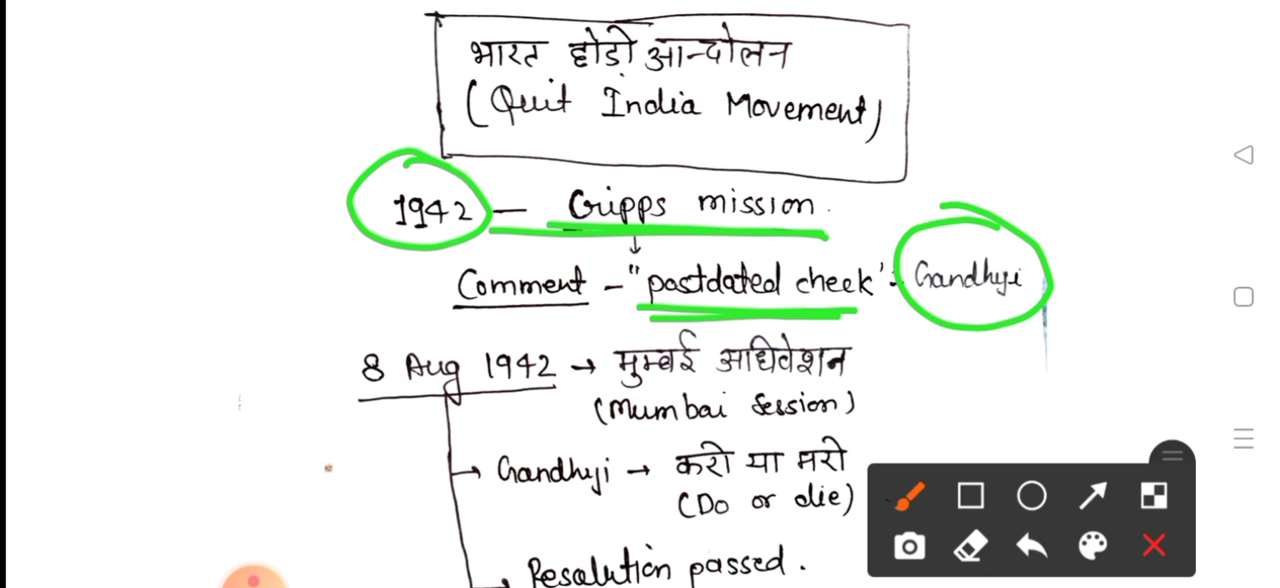 भारत छोडो आन्दोलन
(Quit India Movement)
1942 — Cripps mission.
Comment - "postdated cheek": Gandhiji
8 Aug 1942 → मुम्बई अधिवेशन
(Mumbai Session)
→ Gandhiji → करो या मरो
(Do or die)
→ Resolution passed.